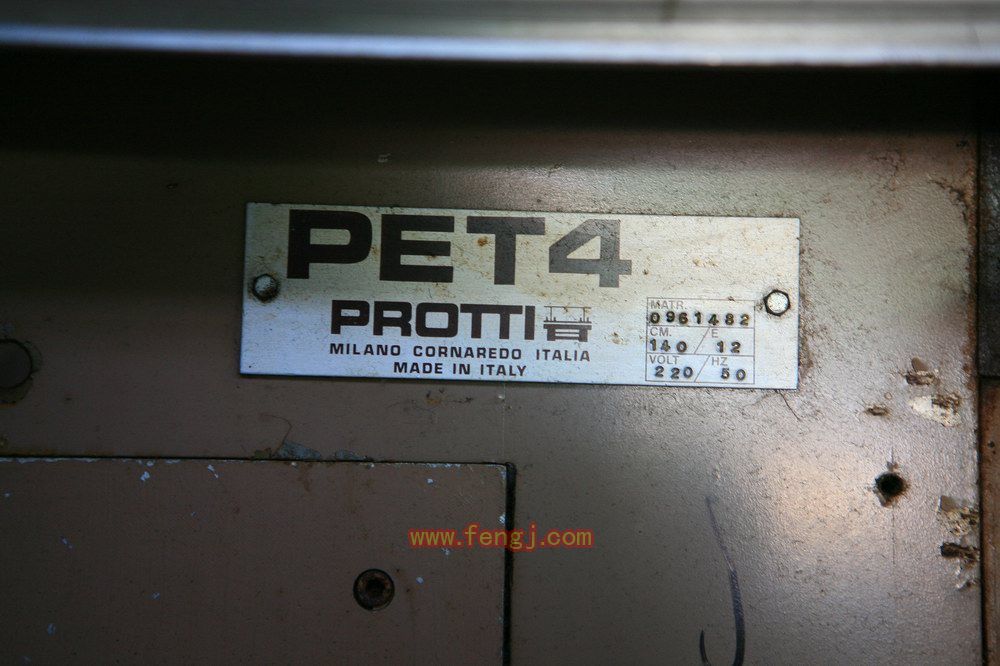 PET4
PROTTI
MILANO CORNAREDO ITALIA
MADE IN ITALY
MATR.
0961482
CM. / E
140 / 12
VOLT / HZ
220 / 50
www.fengj.com